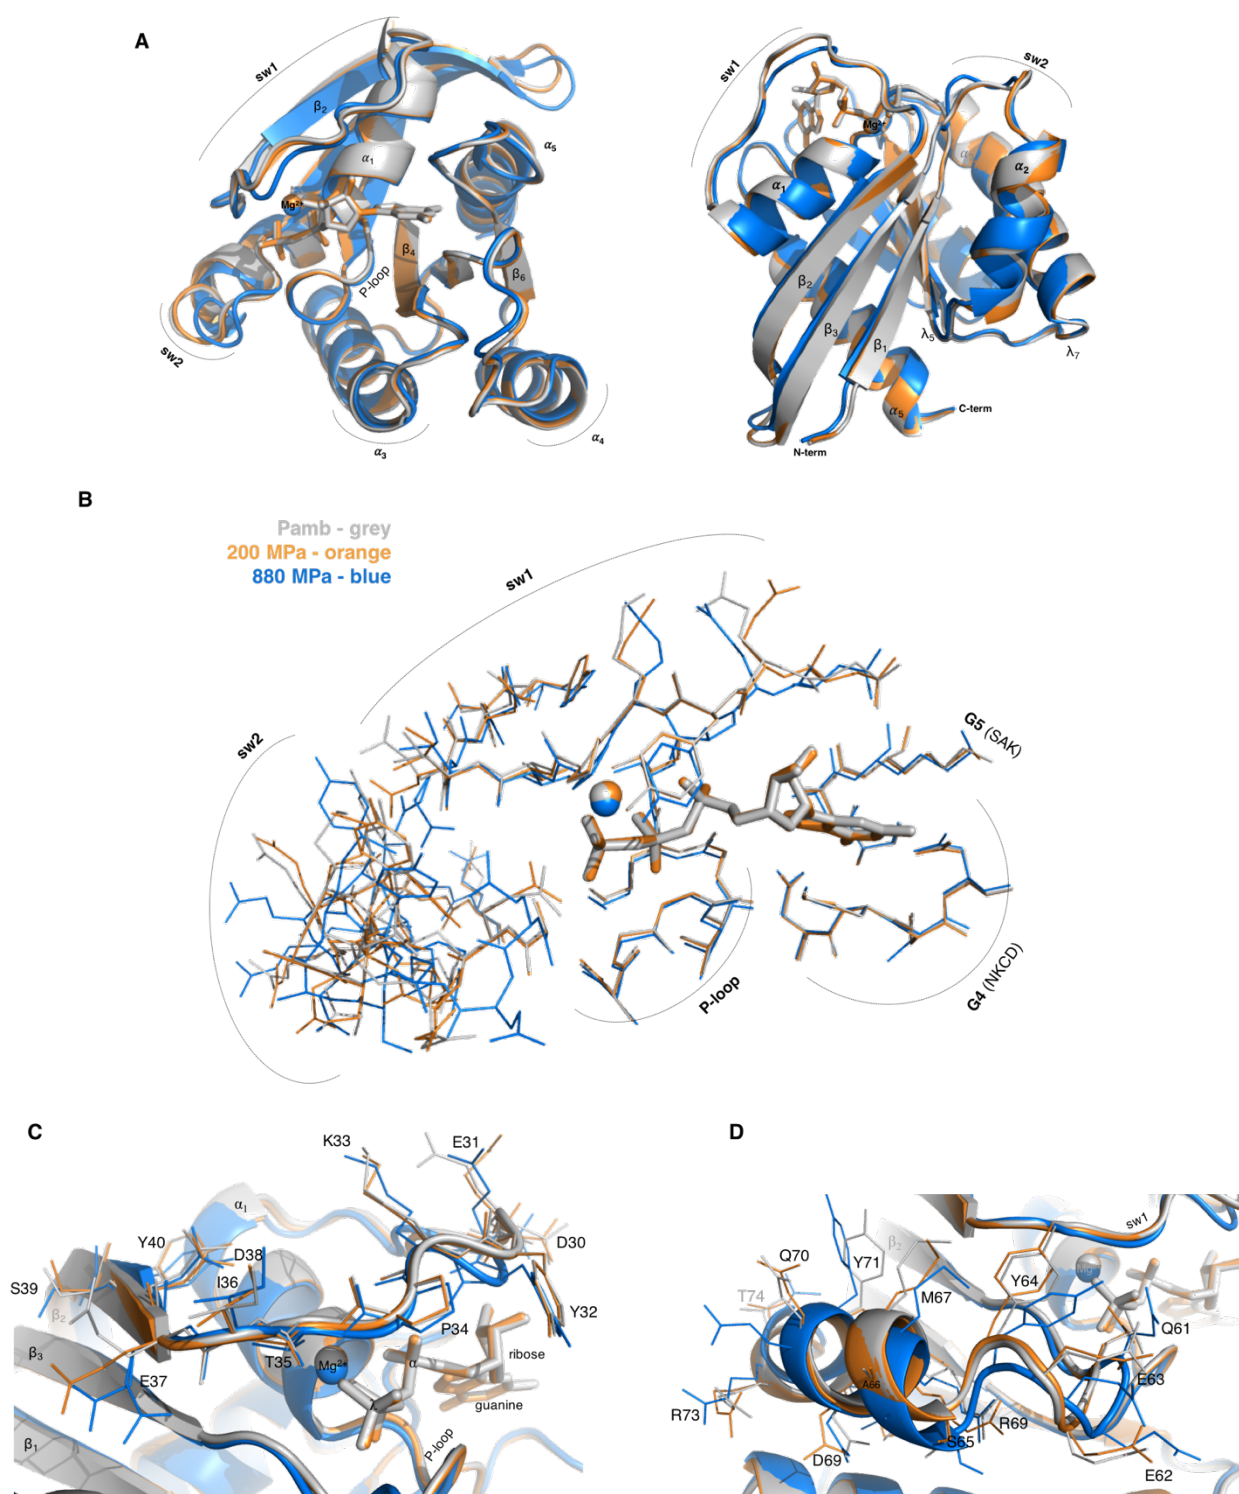 A
sw1
β2
α1
α5
Mg2+
β4
P-loop
β6
sw2
α3
α4
sw1
sw2
Mg2+
α5
α2
α1
β2
β3
β1
λ5
λ7
α5
C-term
N-term
B
Pamb - grey
200 MPa - orange
880 MPa - blue
sw1
sw2
G5 (SAK)
P-loop
G4 (NKCD)
C
K33
E31
α1
Y40
D38
D30
S39
I36
β2
Y32
P34
β3
T35
Mg2+
α
ribose
E37
γ
guanine
β1
P-loop
D
sw1
β2
Q70
Y71
Y64
T74
M67
Q61
A66
E63
R73
R69
S65
D69
E62